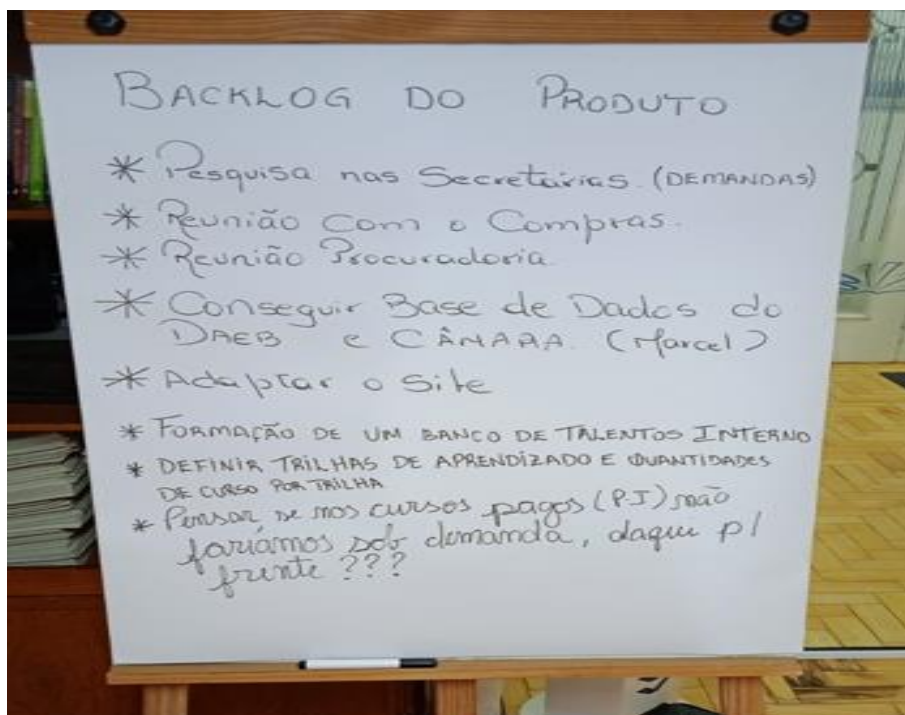 BACKLOG DO PRODUTO
* Pesquisa nas Secretarias (DEMANDAS)
* Reunião com o Compras.
* Reunião Procuradoria
* Conseguir Base de Dados do
DAEB e CÂMARA. (Marcel)
* Adaptar o Site
* FORMAÇÃO DE UM BANCO DE TALENTOS INTERNO
* DEFINIR TRILHAS DE APRENDIZADO E QUANTIDADES
DE CURSO POR TRILHA
* Pensar, se nos cursos pagos (PJ) não
faríamos sob demanda, daqui p/
frente ???